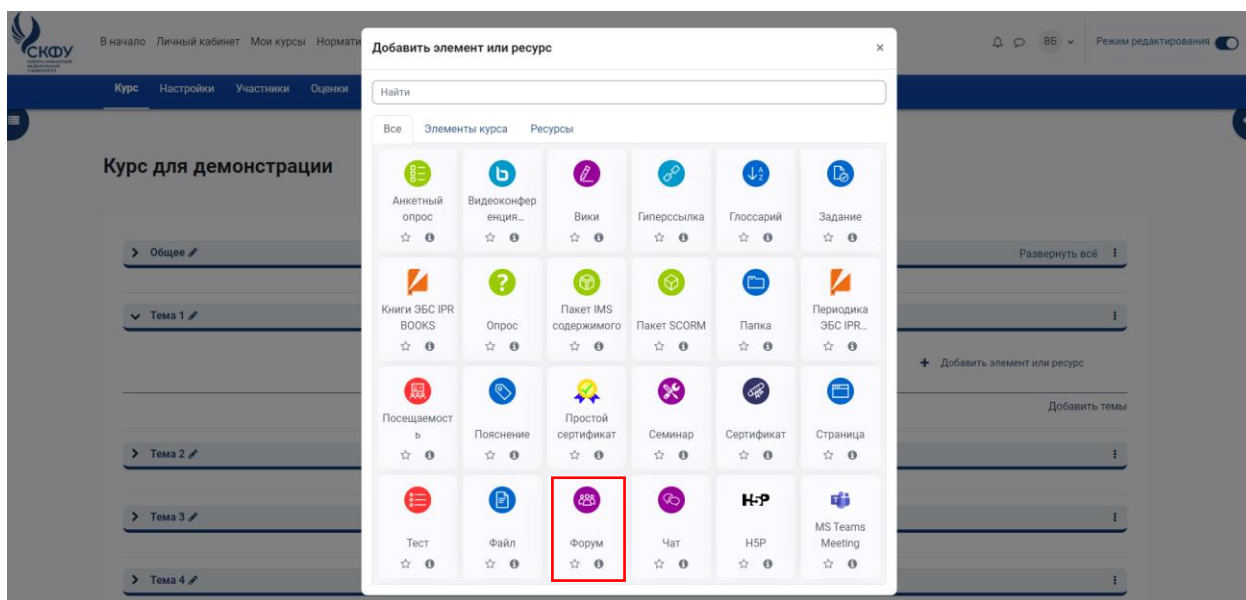 СКФУ
В начало Личный кабинет Мои курсы Нормати
ВБ
Режим редактирования
Курс Настройки Участники Оценки
Добавить элемент или ресурс
×
Найти
Все Элементы курса Ресурсы
Курс для демонстрации
Анкетный
опрос
Видеоконфер
енция...
Вики
Гиперссылка
Глоссарий
Задание
Общее
Развернуть всё
Книги ЭБС IPR
BOOKS
Опрос
Пакет IMS
содержимого
Пакет SCORM
Папка
Периодика
ЭБС IPR...
Тема 1
+ Добавить элемент или ресурс
Посещаемост
ь
Пояснение
Простой
сертификат
Семинар
Сертификат
Страница
Добавить темы
Тема 2
Тест
Файл
Форум
Чат
H5P
H5P
MS Teams
Meeting
Тема 3
Тема 4